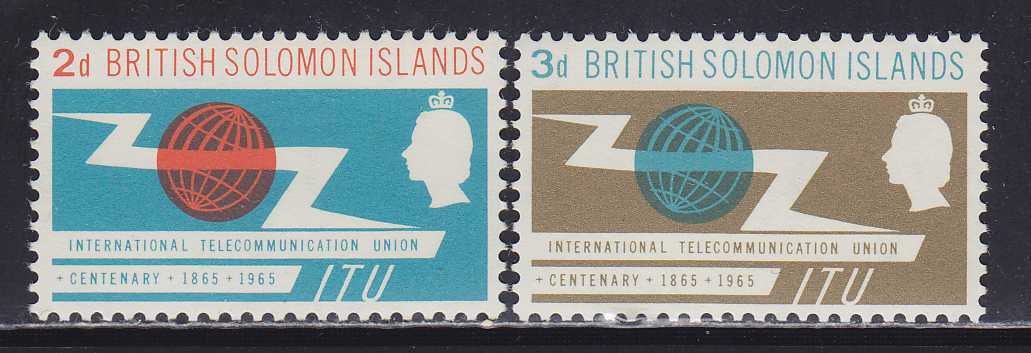 2d BRITISH SOLOMON ISLANDS
INTERNATIONAL TELECOMMUNICATION UNION
+ CENTENARY + 1865 + 1965
ITU
3d BRITISH SOLOMON ISLANDS
INTERNATIONAL TELECOMMUNICATION UNION
+ CENTENARY + 1865 + 1965
ITU